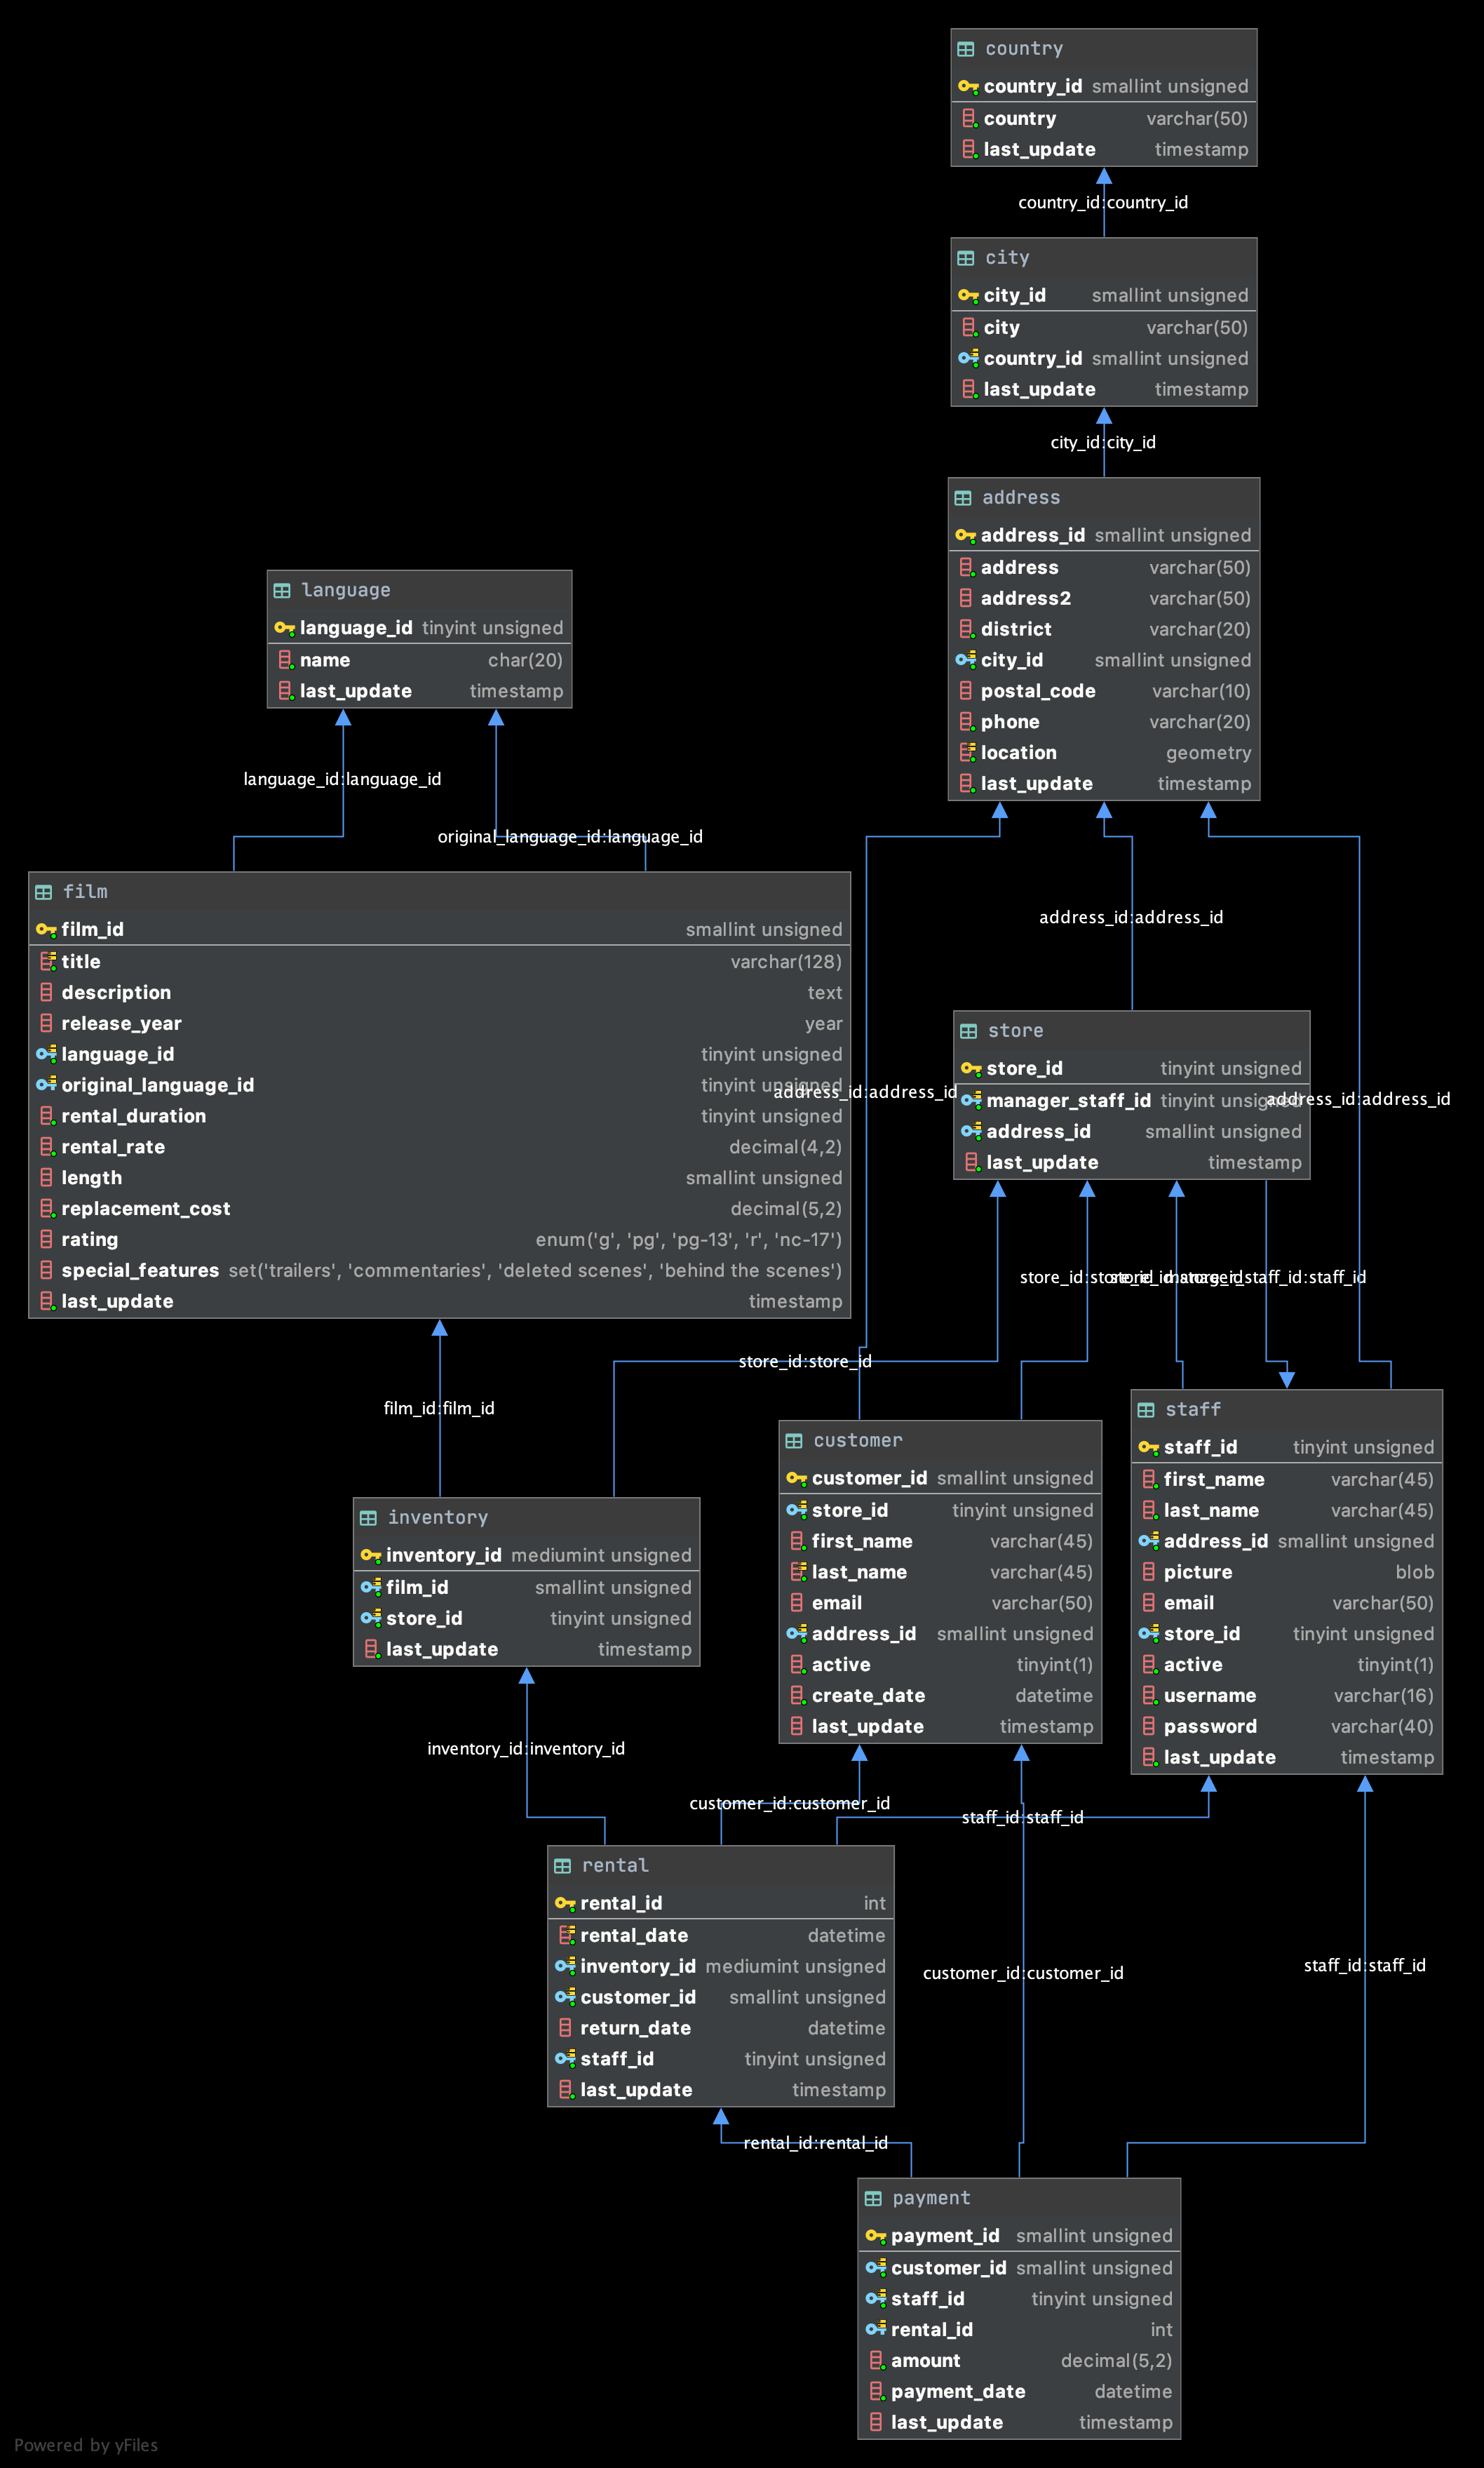 country
country_id smallint unsigned
country varchar(50)
last_update timestamp
country_id:country_id
city
city_id smallint unsigned
city varchar(50)
country_id smallint unsigned
last_update timestamp
city_id:city_id
address
address_id smallint unsigned
address varchar(50)
address2 varchar(50)
district varchar(20)
city_id smallint unsigned
postal_code varchar(10)
phone varchar(20)
location geometry
last_update timestamp
language
language_id tinyint unsigned
name char(20)
last_update timestamp
language_id:language_id
original_language_id:language_id
film
film_id smallint unsigned
title varchar(128)
description text
release_year year
language_id tinyint unsigned
original_language_id tinyint unsigned
rental_duration tinyint unsigned
rental_rate decimal(4,2)
length smallint unsigned
replacement_cost decimal(5,2)
rating enum('g', 'pg', 'pg-13', 'r', 'nc-17')
special_features set('trailers', 'commentaries', 'deleted scenes', 'behind the scenes')
last_update timestamp
address_id:address_id
address_id:address_id
address_id:address_id
store
store_id tinyint unsigned
manager_staff_id tinyint unsigned
address_id smallint unsigned
last_update timestamp
store_id:store_id
store_id:store_id
manager_staff_id:staff_id
store_id:store_id
film_id:film_id
inventory
inventory_id mediumint unsigned
film_id smallint unsigned
store_id tinyint unsigned
last_update timestamp
customer
customer_id smallint unsigned
store_id tinyint unsigned
first_name varchar(45)
last_name varchar(45)
email varchar(50)
address_id smallint unsigned
active tinyint(1)
create_date datetime
last_update timestamp
staff
staff_id tinyint unsigned
first_name varchar(45)
last_name varchar(45)
address_id smallint unsigned
picture blob
email varchar(50)
store_id tinyint unsigned
active tinyint(1)
username varchar(16)
password varchar(40)
last_update timestamp
inventory_id:inventory_id
customer_id:customer_id
staff_id:staff_id
rental
rental_id int
rental_date datetime
inventory_id mediumint unsigned
customer_id smallint unsigned
return_date datetime
staff_id tinyint unsigned
last_update timestamp
customer_id:customer_id
staff_id:staff_id
rental_id:rental_id
payment
payment_id smallint unsigned
customer_id smallint unsigned
staff_id tinyint unsigned
rental_id int
amount decimal(5,2)
payment_date datetime
last_update timestamp
Powered by yFiles